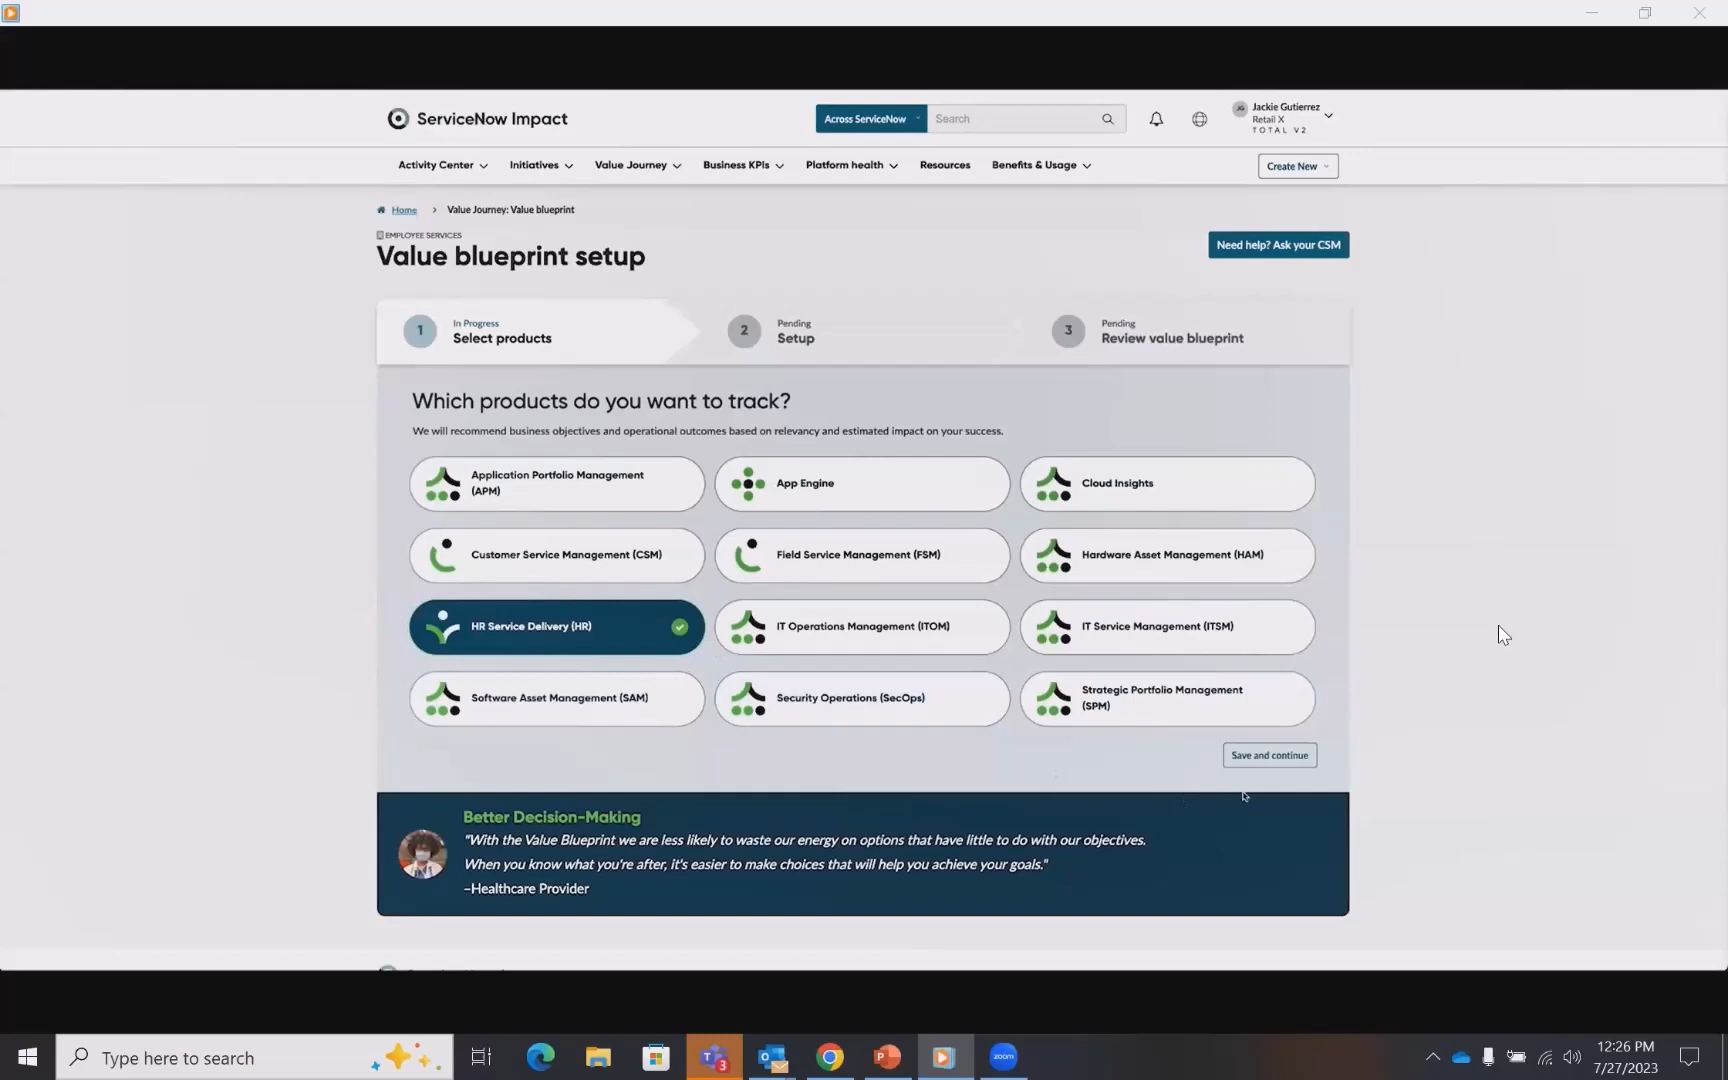 ServiceNow Impact
Across ServiceNow
Search
JG
Jackie Gutierrez
Retail X
TOTAL V2
Activity Center
Initiatives
Value Journey
Business KPIs
Platform health
Resources
Benefits & Usage
Create New
Home
Value Journey: Value blueprint
EMPLOYEE SERVICES
Value blueprint setup
Need help? Ask your CSM
1
In Progress
Select products
2
Pending
Setup
3
Pending
Review value blueprint
Which products do you want to track?
We will recommend business objectives and operational outcomes based on relevancy and estimated impact on your success.
Application Portfolio Management
(APM)
App Engine
Cloud Insights
Customer Service Management (CSM)
Field Service Management (FSM)
Hardware Asset Management (HAM)
HR Service Delivery (HR)
IT Operations Management (ITOM)
IT Service Management (ITSM)
Software Asset Management (SAM)
Security Operations (SecOps)
Strategic Portfolio Management
(SPM)
Save and continue
Better Decision-Making
"With the Value Blueprint we are less likely to waste our energy on options that have little to do with our objectives.
When you know what you're after, it's easier to make choices that will help you achieve your goals."
–Healthcare Provider
Type here to search
T
3
P
zoom
12:26 PM
7/27/2023